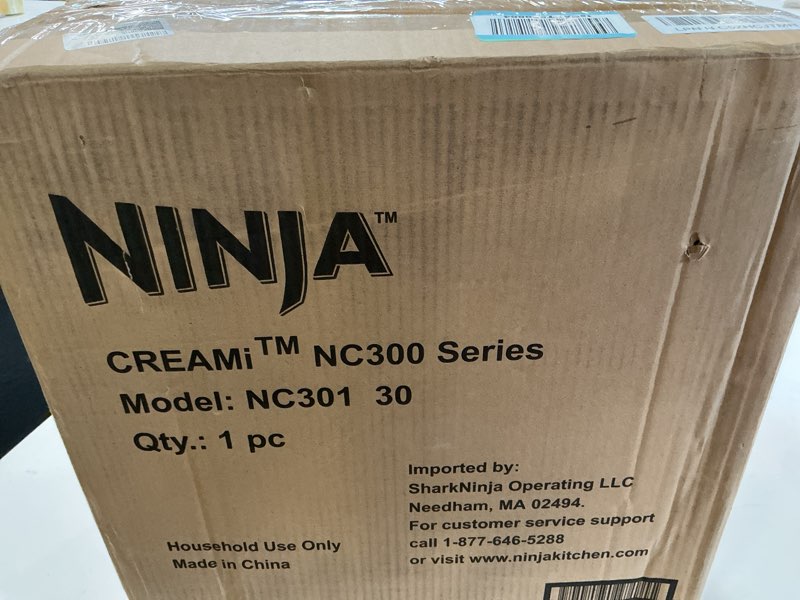 NINJA™
CREAMi™ NC300 Series
Model: NC301 30
Qty.: 1 pc
Imported by:
SharkNinja Operating LLC
Needham, MA 02494.
For customer service support
call 1-877-646-5288
or visit www.ninjakitchen.com
Household Use Only
Made in China